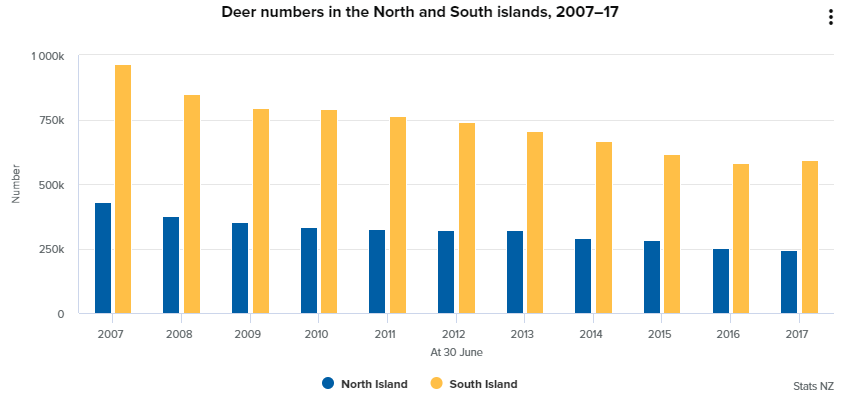 Deer numbers in the North and South islands, 2007–17
1 000k
750k
500k
250k
0
Number
2007 2008 2009 2010 2011 2012 2013 2014 2015 2016 2017
At 30 June
North Island South Island
Stats NZ